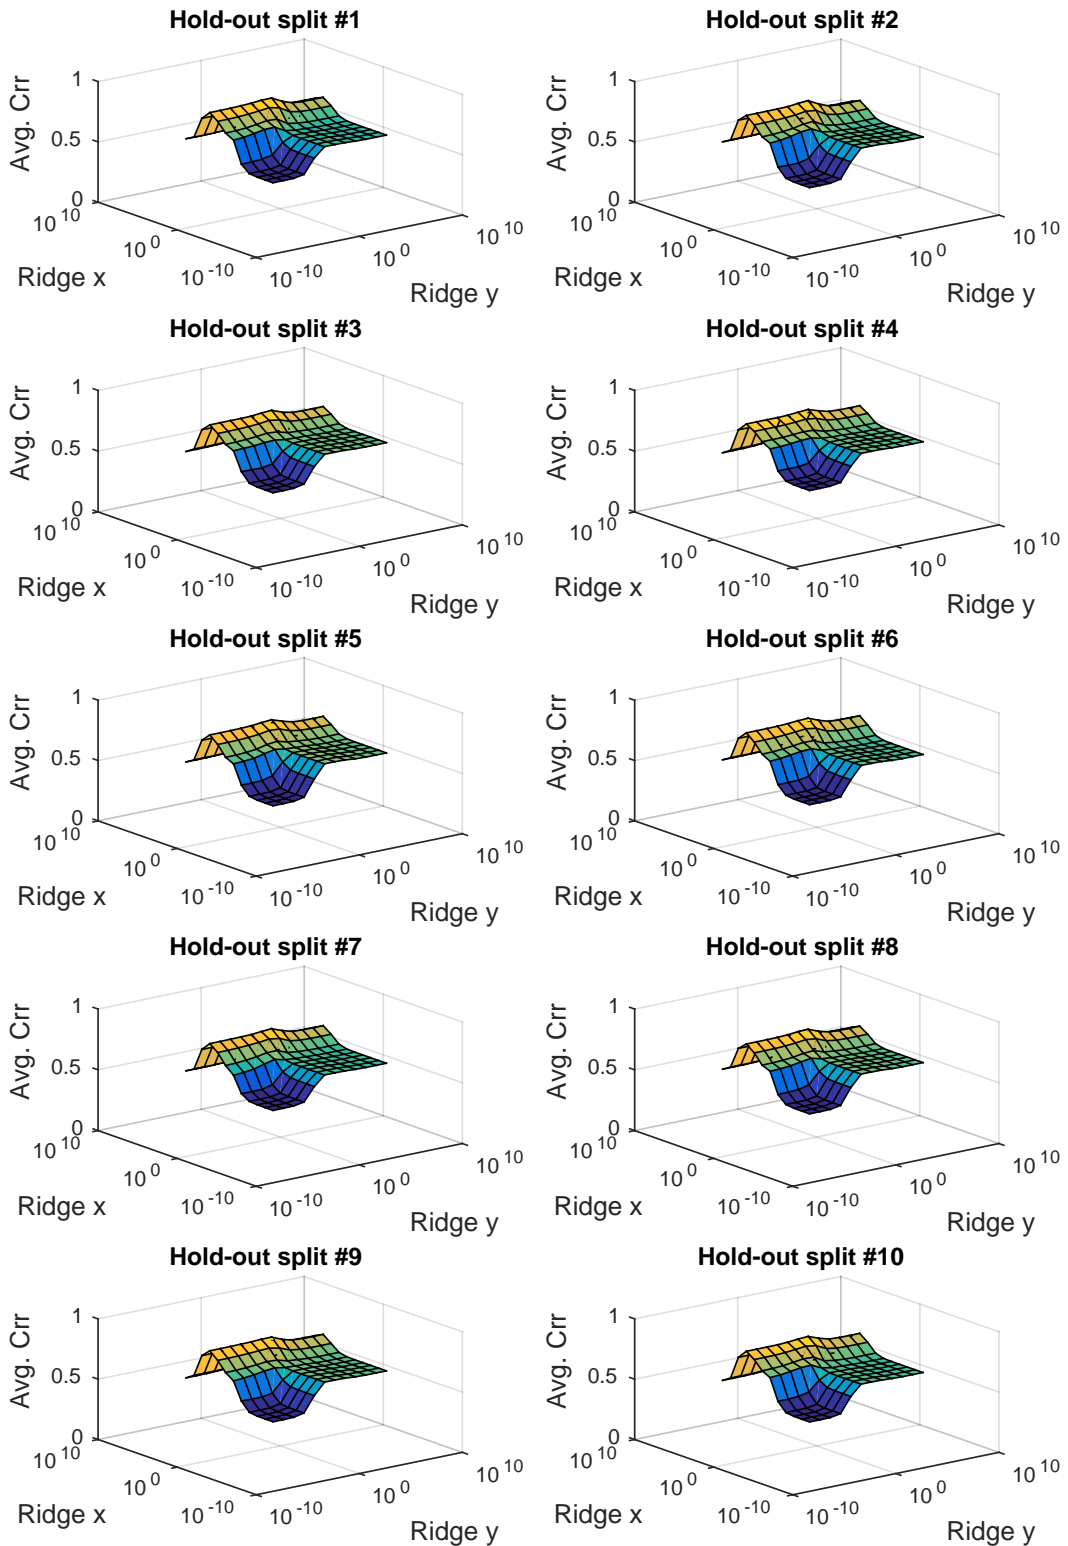 Hold-out split #1
Hold-out split #2
1
0.5
0
Avg. Crr
10^10
10^0
10^-10
Ridge x
10^-10
10^0
10^10
Ridge y
1
0.5
0
Avg. Crr
10^10
10^0
10^-10
Ridge x
10^-10
10^0
10^10
Ridge y
Hold-out split #3
Hold-out split #4
1
0.5
0
Avg. Crr
10^10
10^0
10^-10
Ridge x
10^-10
10^0
10^10
Ridge y
1
0.5
0
Avg. Crr
10^10
10^0
10^-10
Ridge x
10^-10
10^0
10^10
Ridge y
Hold-out split #5
Hold-out split #6
1
0.5
0
Avg. Crr
10^10
10^0
10^-10
Ridge x
10^-10
10^0
10^10
Ridge y
1
0.5
0
Avg. Crr
10^10
10^0
10^-10
Ridge x
10^-10
10^0
10^10
Ridge y
Hold-out split #7
Hold-out split #8
1
0.5
0
Avg. Crr
10^10
10^0
10^-10
Ridge x
10^-10
10^0
10^10
Ridge y
1
0.5
0
Avg. Crr
10^10
10^0
10^-10
Ridge x
10^-10
10^0
10^10
Ridge y
Hold-out split #9
Hold-out split #10
1
0.5
0
Avg. Crr
10^10
10^0
10^-10
Ridge x
10^-10
10^0
10^10
Ridge y
1
0.5
0
Avg. Crr
10^10
10^0
10^-10
Ridge x
10^-10
10^0
10^10
Ridge y